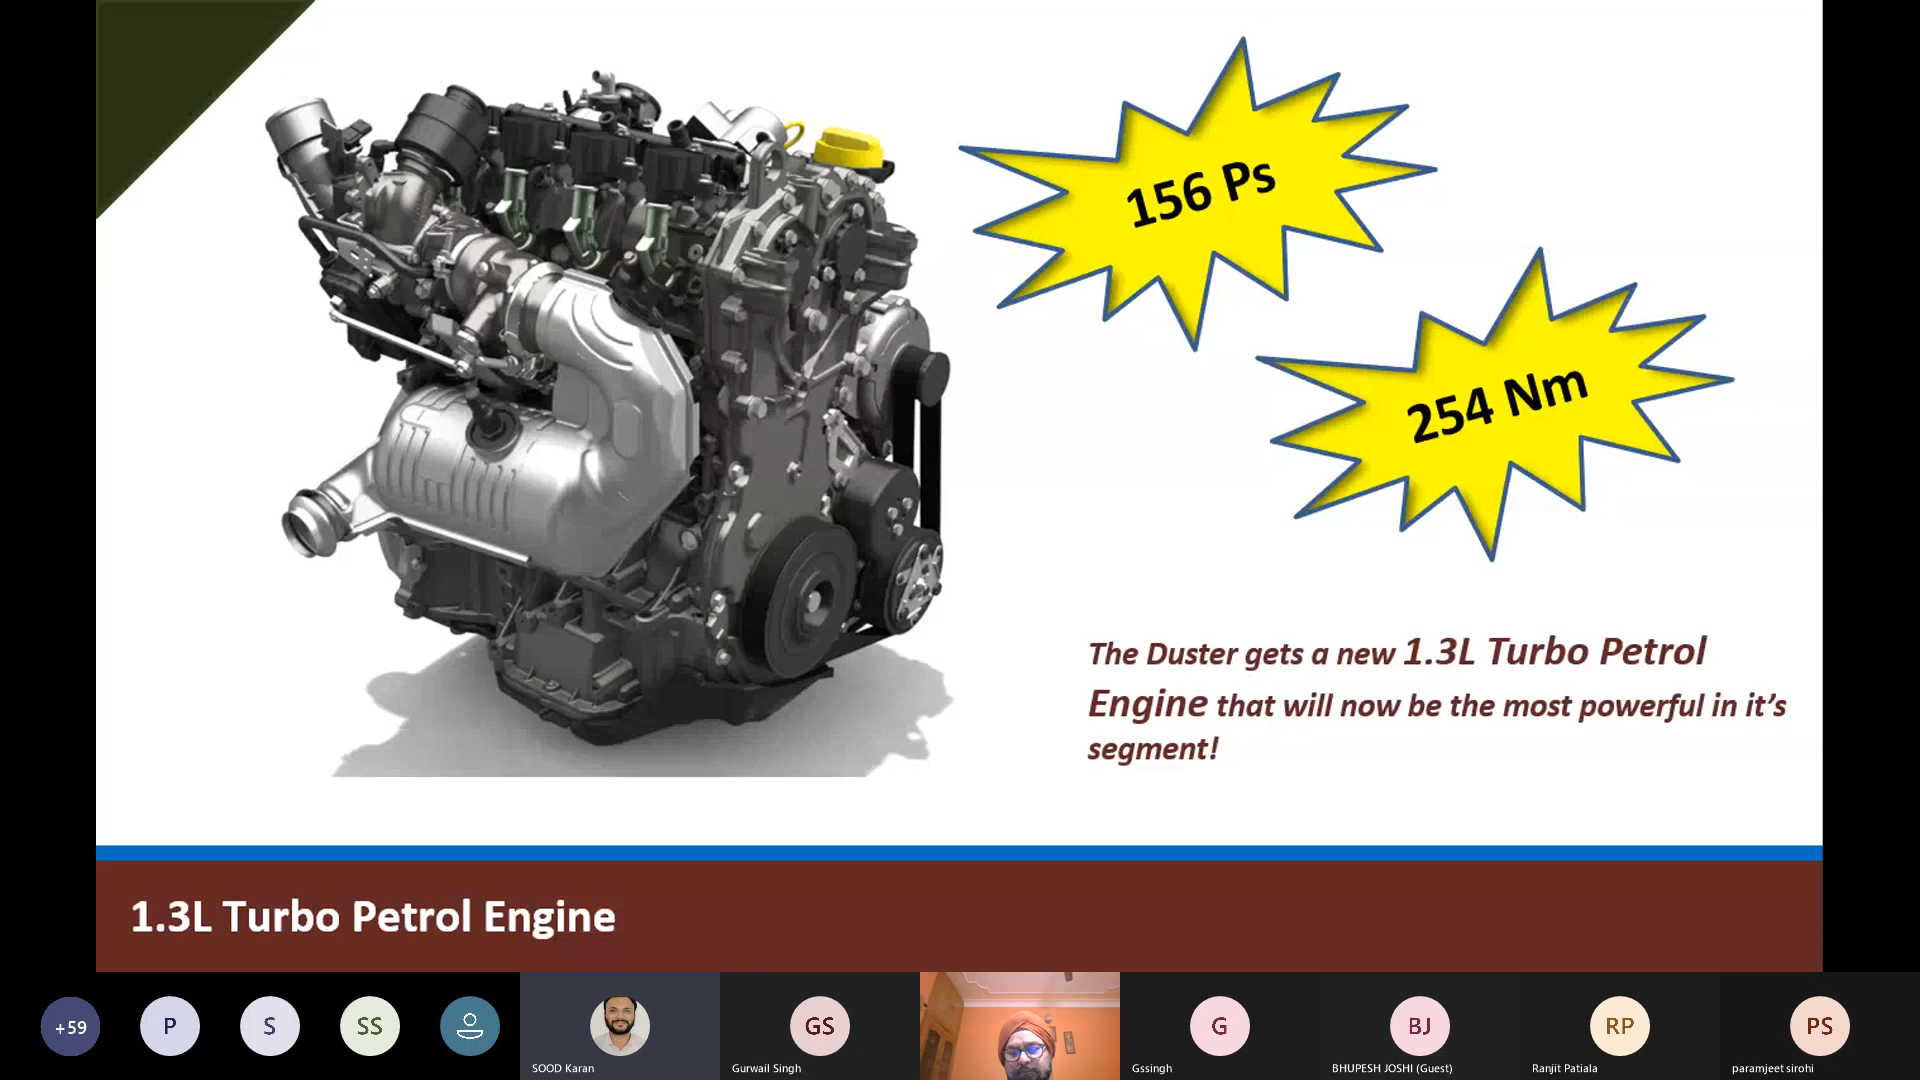 156 Ps
254 Nm
The Duster gets a new 1.3L Turbo Petrol
Engine that will now be the most powerful in it’s
segment!
1.3L Turbo Petrol Engine
+59
P
S
SS
SOOD Karan
GS
Gurwail Singh
G
Gssingh
BJ
BHUPESH JOSHI (Guest)
RP
Ranjit Patiala
PS
paramjeet sirohi